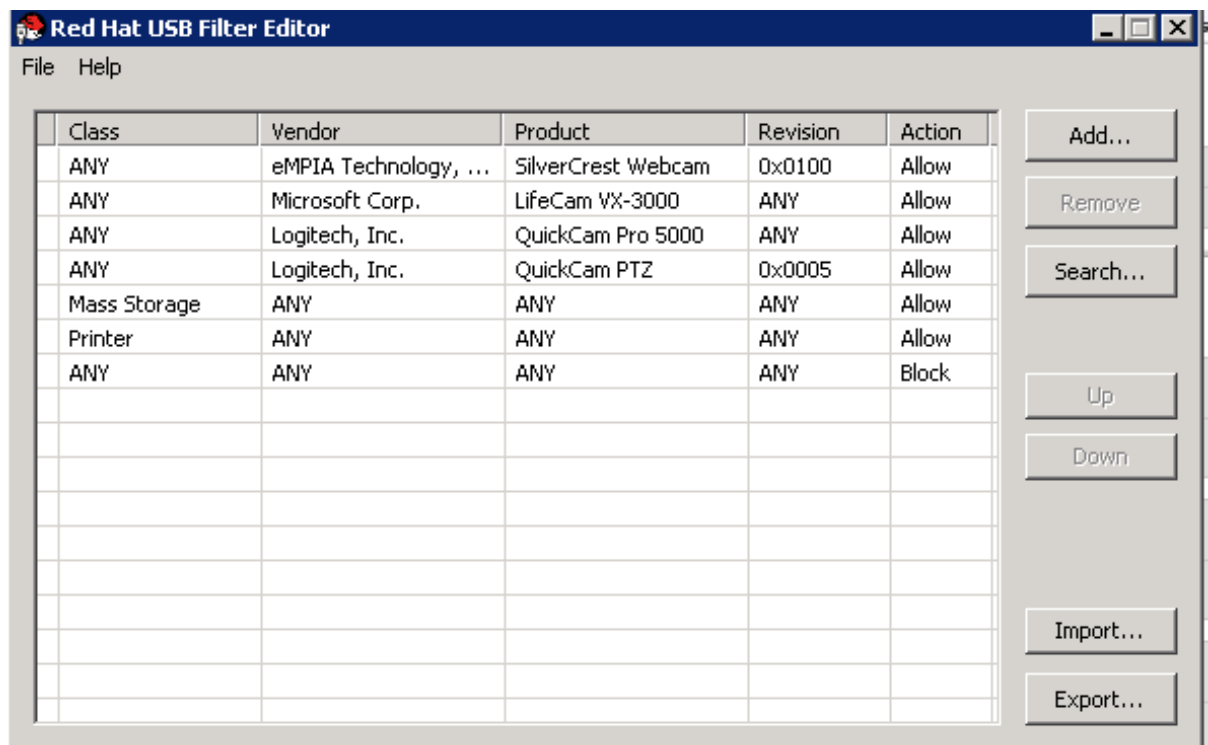 Red Hat USB Filter Editor
File Help
Class Vendor Product Revision Action
ANY eMPIA Technology, ... SilverCrest Webcam 0x0100 Allow
ANY Microsoft Corp. LifeCam VX-3000 ANY Allow
ANY Logitech, Inc. QuickCam Pro 5000 ANY Allow
ANY Logitech, Inc. QuickCam PTZ 0x0005 Allow
Mass Storage ANY ANY ANY Allow
Printer ANY ANY ANY Allow
ANY ANY ANY ANY Block
Add...
Remove
Search...
Up
Down
Import...
Export...